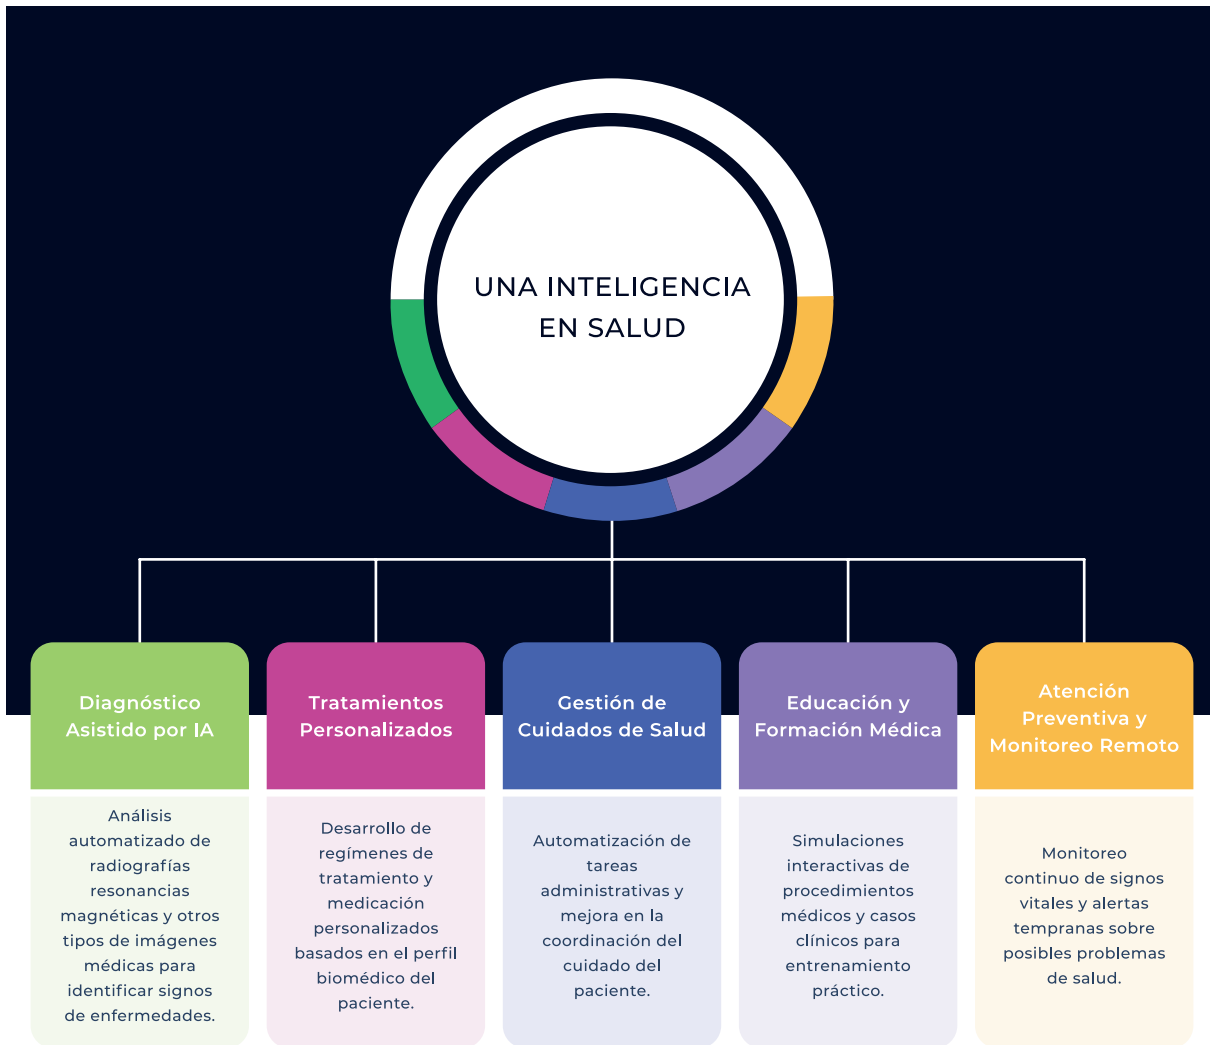 UNA INTELIGENCIA
EN SALUD
Diagnóstico
Asistido por IA
Análisis
automatizado de
radiografías
resonancias
magnéticas y otros
tipos de imágenes
médicas para
identificar signos
de enfermedades.
Tratamientos
Personalizados
Desarrollo de
regímenes de
tratamiento y
medicación
personalizados
basados en el perfil
biomédico del
paciente.
Gestión de
Cuidados de Salud
Automatización de
tareas
administrativas y
mejora en la
coordinación del
cuidado del
paciente.
Educación y
Formación Médica
Simulaciones
interactivas de
procedimientos
médicos y casos
clínicos para
entrenamiento
práctico.
Atención
Preventiva y
Monitoreo Remoto
Monitoreo
continuo de signos
vitales y alertas
tempranas sobre
posibles problemas
de salud.